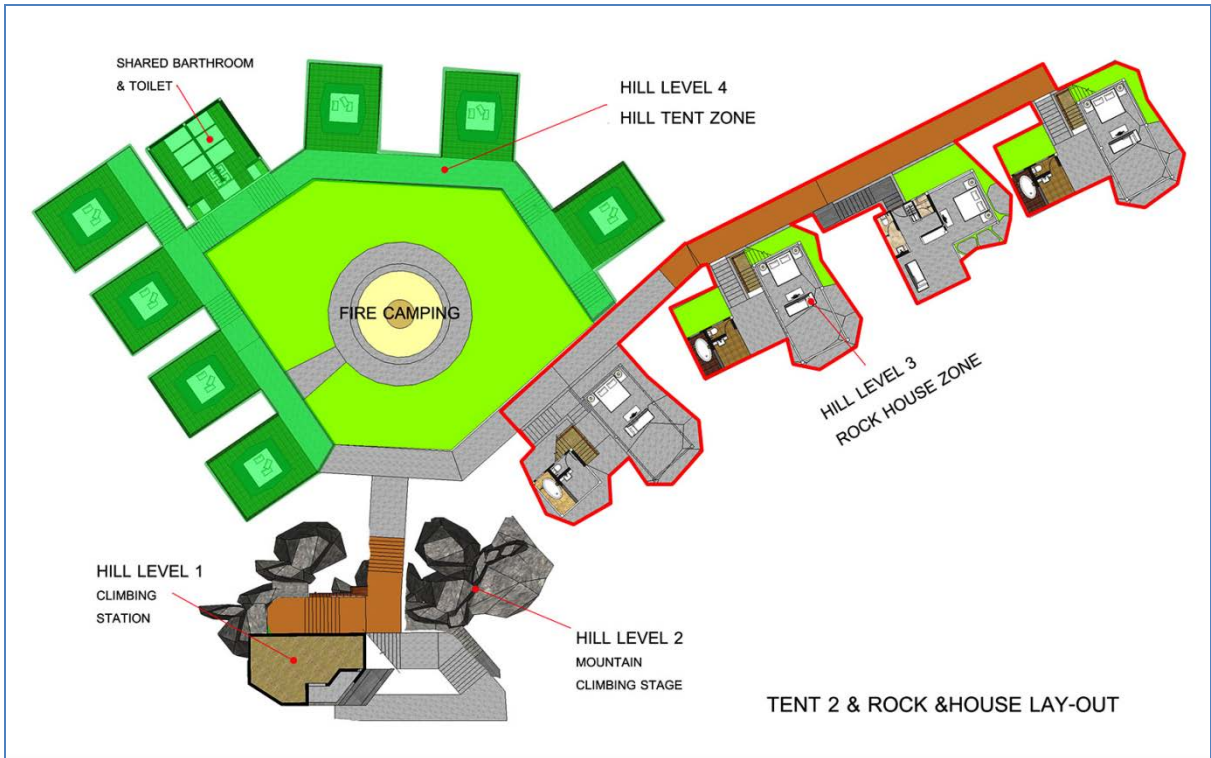 SHARED BARTHROOM
& TOILET
HILL LEVEL 4
HILL TENT ZONE
FIRE CAMPING
HILL LEVEL 3
ROCK HOUSE ZONE
HILL LEVEL 1
CLIMBING
STATION
HILL LEVEL 2
MOUNTAIN
CLIMBING STAGE
TENT 2 & ROCK &HOUSE LAY-OUT